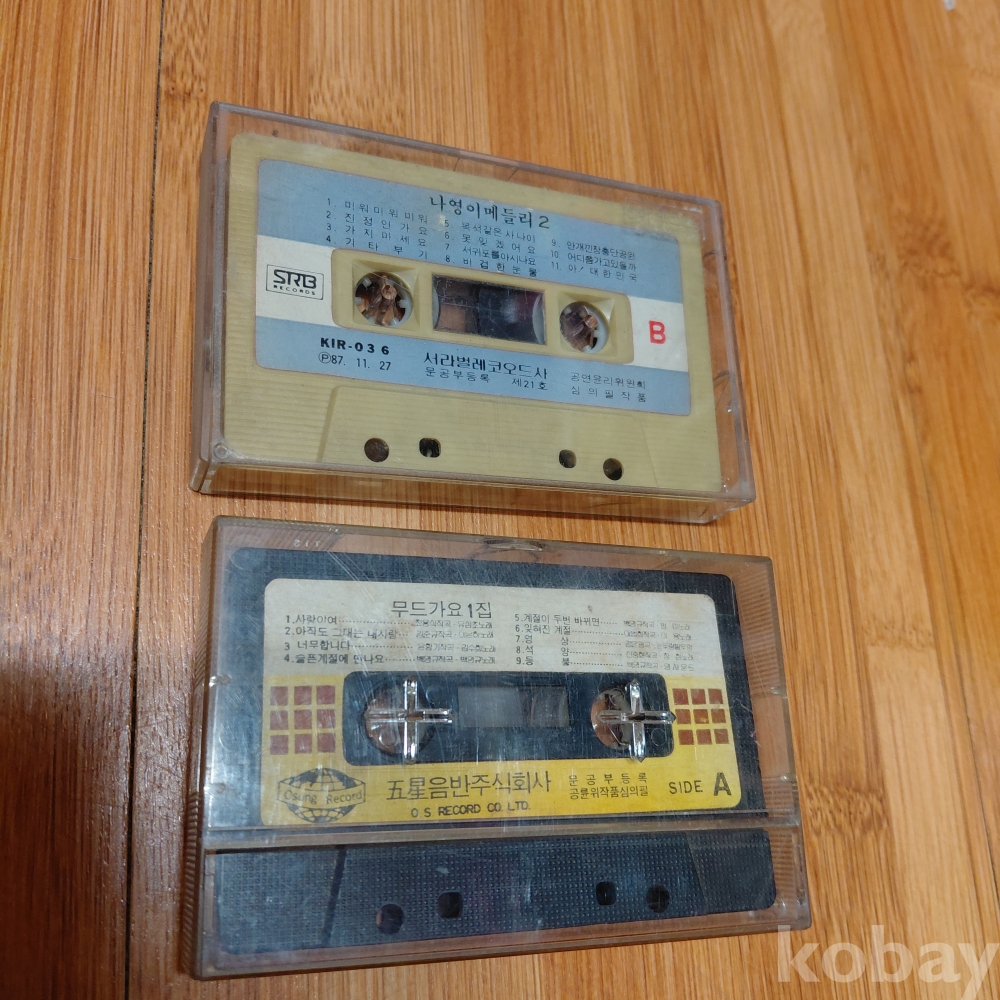 나영이메들리 2
1. 미워미워미워
2. 진정인가요
3. 가지마세요
4. 기타부기
5. 목석같은사나이
6. 못잊겠어요
7. 서귀포를아시나요
8. 비겁한눈물
9. 안개낀장충단공원
10. 어디쯤가고있을까
11. 아! 대한민국
SRB
RECORDS
B
KIR-036
Ⓟ87. 11. 27
서라벌레코오드사
문공부등록 제21호
공연윤리위원회
심의필작품
무드가요 1집
1. 사랑이여
2. 아직도 그대는 내사랑
3 너무합니다
4. 슬픈계절에 만나요
5. 계절이 두번 바뀌면
6. 잊혀진 계절
7. 영상
8. 석암
9. 등불
Osung Record
五星음반주식회사
O S RECORD CO. LTD.
문공부등록
공륜위작품심의필
SIDE A
kobay